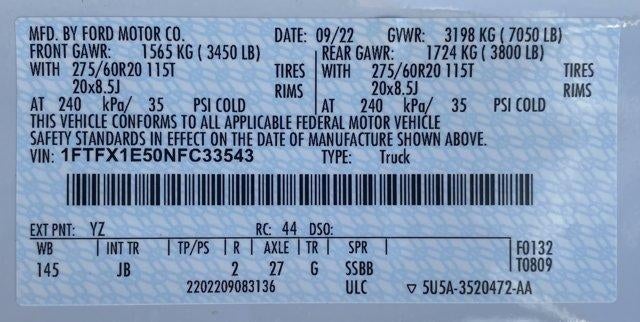 MFD. BY FORD MOTOR CO. DATE: 09/22 GVWR: 3198 KG ( 7050 LB)
FRONT GAWR: 1565 KG ( 3450 LB) REAR GAWR: 1724 KG ( 3800 LB)
WITH 275/60R20 115T TIRES WITH 275/60R20 115T TIRES
20x8.5J RIMS 20x8.5J RIMS
AT 240 kPa/ 35 PSI COLD AT 240 kPa/ 35 PSI COLD
THIS VEHICLE CONFORMS TO ALL APPLICABLE FEDERAL MOTOR VEHICLE
SAFETY STANDARDS IN EFFECT ON THE DATE OF MANUFACTURE SHOWN ABOVE.
VIN: 1FTFX1E50NFC33543 TYPE: Truck
EXT PNT: YZ RC: 44 DSO:
WB INT TR TP/PS R AXLE TR SPR F0132
145 JB 2 27 G SSBB T0809
2202209083136 ULC ▽ 5U5A-3520472-AA